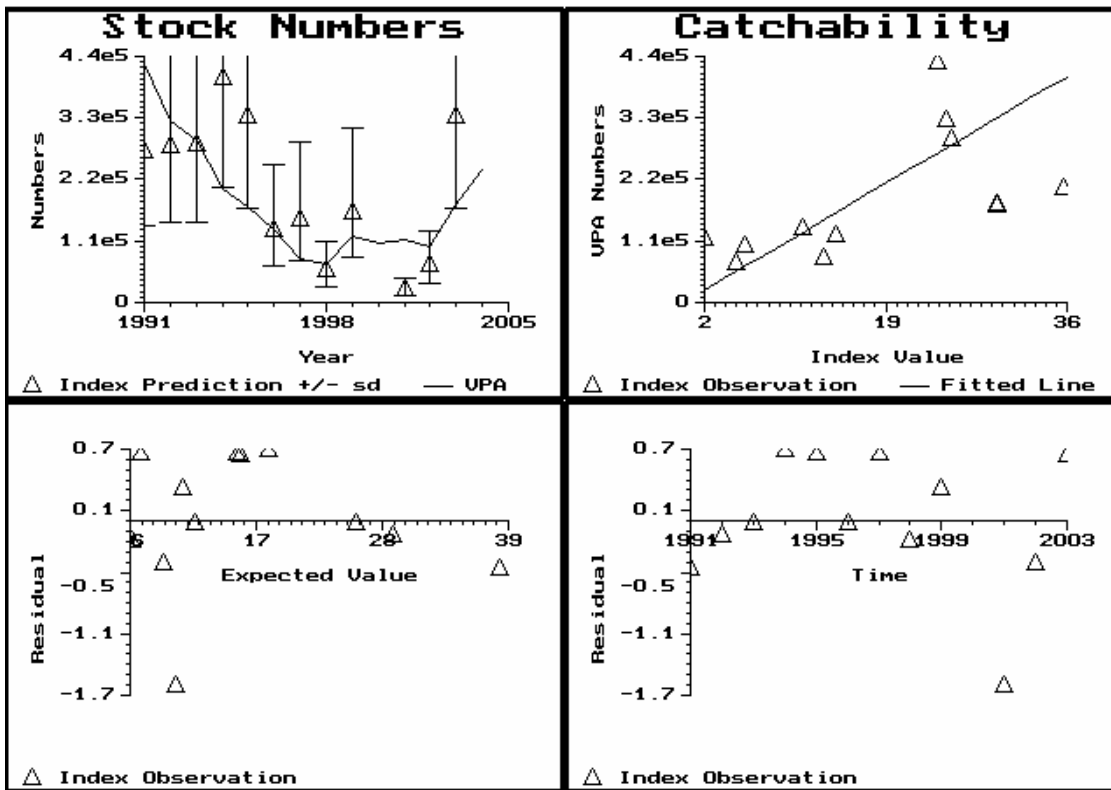 Stock Numbers
4.4e5
3.3e5
2.2e5
1.1e5
0
Numbers
1991 1998 2005
Year
Index Prediction +/- sd VPA
Catchability
4.4e5
3.3e5
2.2e5
1.1e5
0
VPA Numbers
2 19 36
Index Value
Index Observation Fitted Line
0.7
0.1
-0.5
-1.1
-1.7
Residual
6 17 28 39
Expected Value
Index Observation
0.7
0.1
-0.5
-1.1
-1.7
Residual
1991 1995 1999 2003
Time
Index Observation